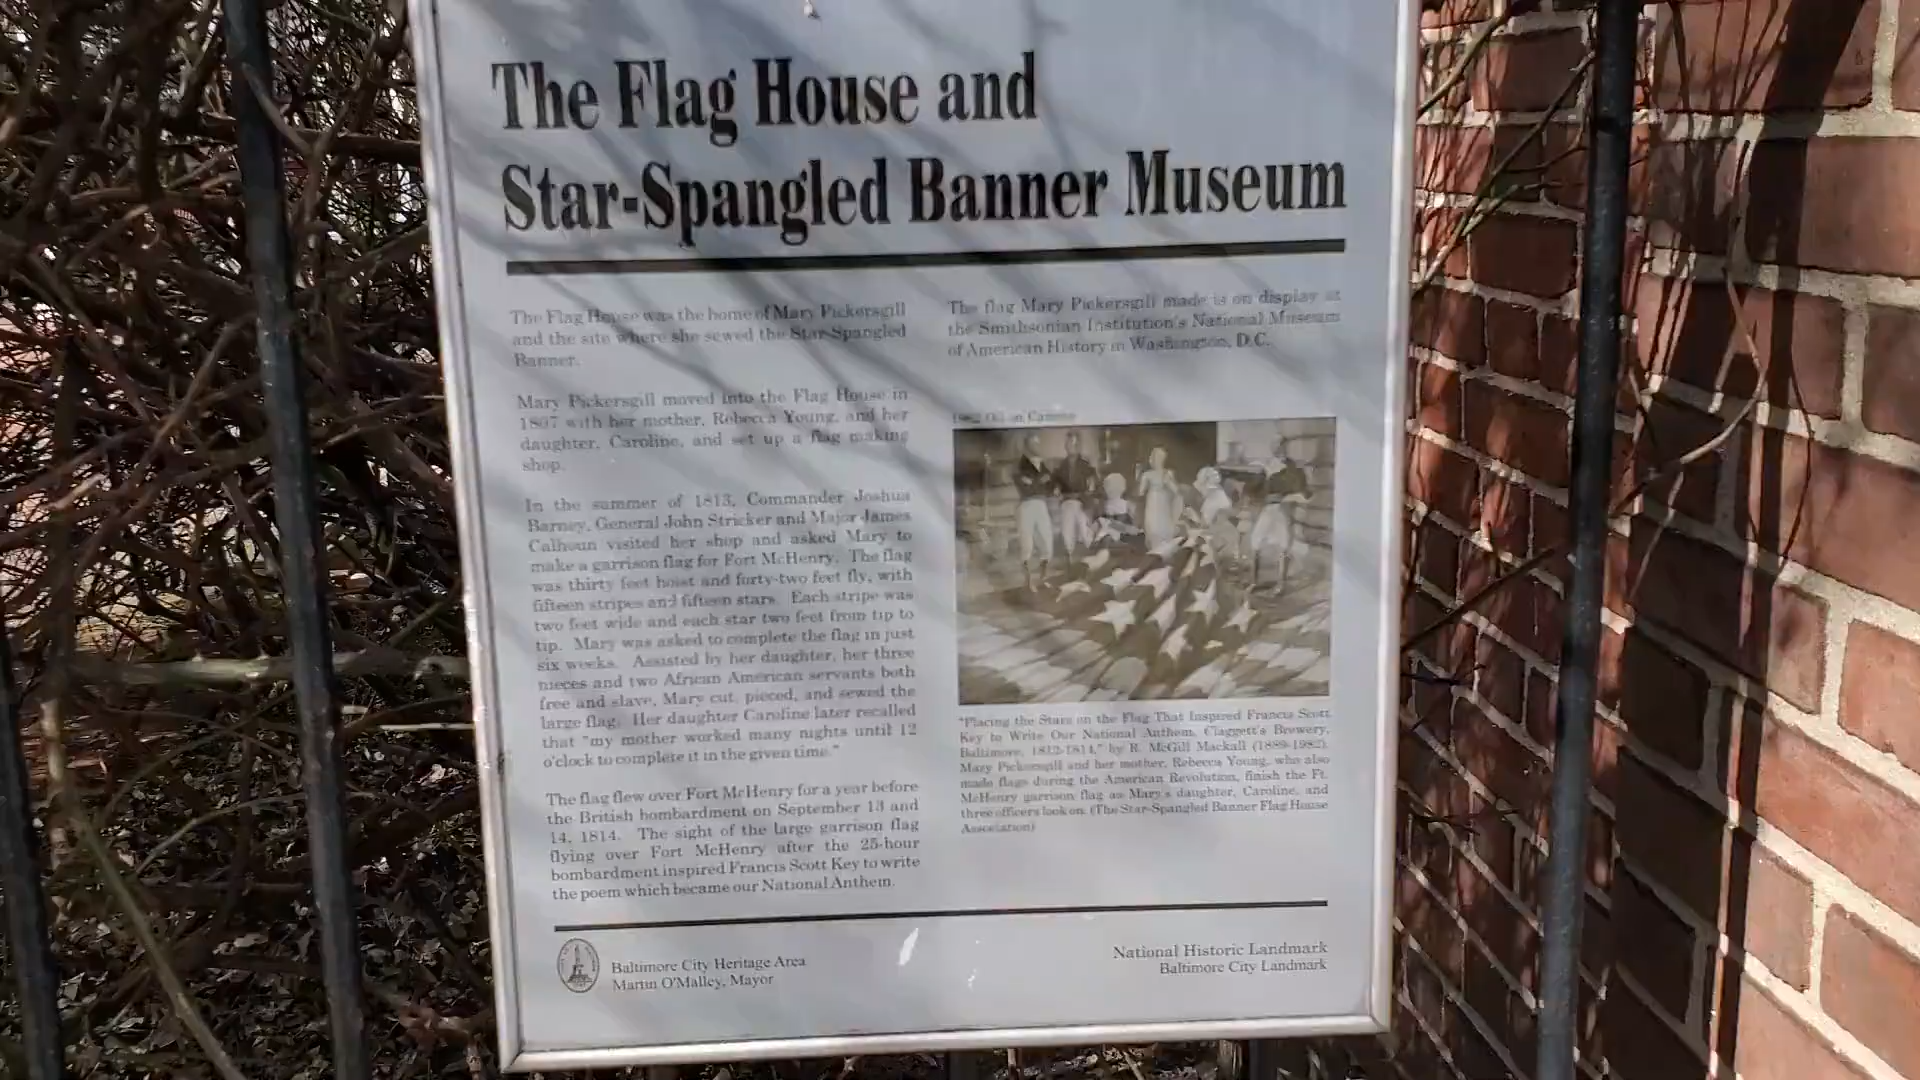 The Flag House and
Star-Spangled Banner Museum
The Flag House was the home of Mary Pickersgill
and the site where she sewed the Star-Spangled
Banner.
Mary Pickersgill moved into the Flag House in
1807 with her mother, Rebecca Young, and her
daughter, Caroline, and set up a flag making
shop.
In the summer of 1813, Commander Joshua
Barney, General John Stricker and Major James
Calhoun visited her shop and asked Mary to
make a garrison flag for Fort McHenry. The flag
was thirty feet hoist and forty-two feet fly, with
fifteen stripes and fifteen stars. Each stripe was
two feet wide and each star two feet from tip to
tip. Mary was asked to complete the flag in just
six weeks. Assisted by her daughter, her three
nieces and two African American servants both
free and slave, Mary cut, pieced, and sewed the
large flag. Her daughter Caroline later recalled
that "my mother worked many nights until 12
o'clock to complete it in the given time."
The flag flew over Fort McHenry for a year before
the British bombardment on September 13 and
14, 1814. The sight of the large garrison flag
flying over Fort McHenry after the 25-hour
bombardment inspired Francis Scott Key to write
the poem which became our National Anthem.
The flag Mary Pickersgill made is on display at
the Smithsonian Institution's National Museum
of American History in Washington, D.C.
Oil on Canvas
"Placing the Stars on the Flag That Inspired Francis Scott
Key to Write Our National Anthem, Claggett's Brewery,
Baltimore, 1812-1814," by R. McGill Mackall (1889-1982).
Mary Pickersgill and her mother, Rebecca Young, who also
made flags during the American Revolution, finish the Ft.
McHenry garrison flag as Mary's daughter, Caroline, and
three officers look on. (The Star-Spangled Banner Flag House
Association)
Baltimore City Heritage Area
Martin O'Malley, Mayor
National Historic Landmark
Baltimore City Landmark